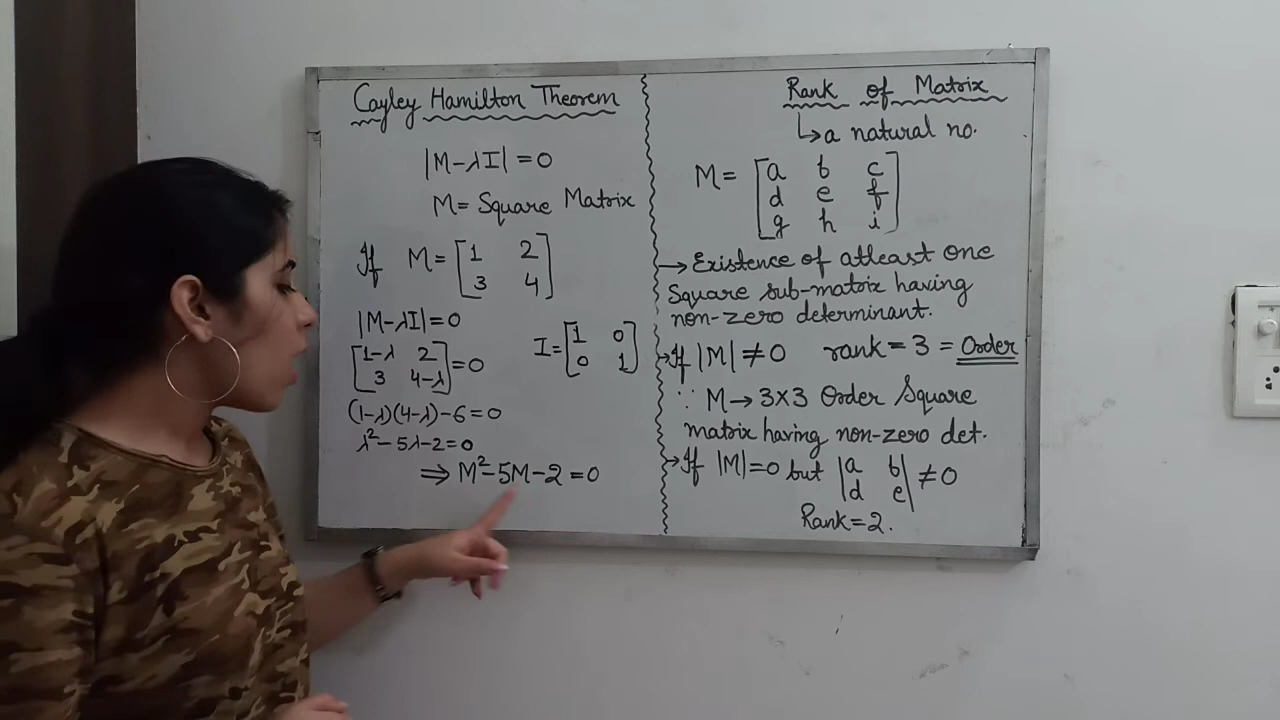 Cayley Hamilton Theorem
|M-λI| = 0
M= Square Matrix
If M= [1 2
3 4]
|M-λI|=0
I= [1 0
0 1]
[1-λ 2
3 4-λ] =0
(1-λ)(4-λ)-6=0
λ²-5λ-2=0
⇒ M²-5M-2=0
Rank of Matrix
↳ a natural no.
M= [a b c
d e f
g h i]
→ Existence of atleast one
Square sub-matrix having
non-zero determinant.
→ If |M| ≠ 0 rank = 3 = Order
∵ M→ 3×3 Order Square
matrix having non-zero det.
→ If |M|=0 but |a b
d e| ≠0
Rank=2.